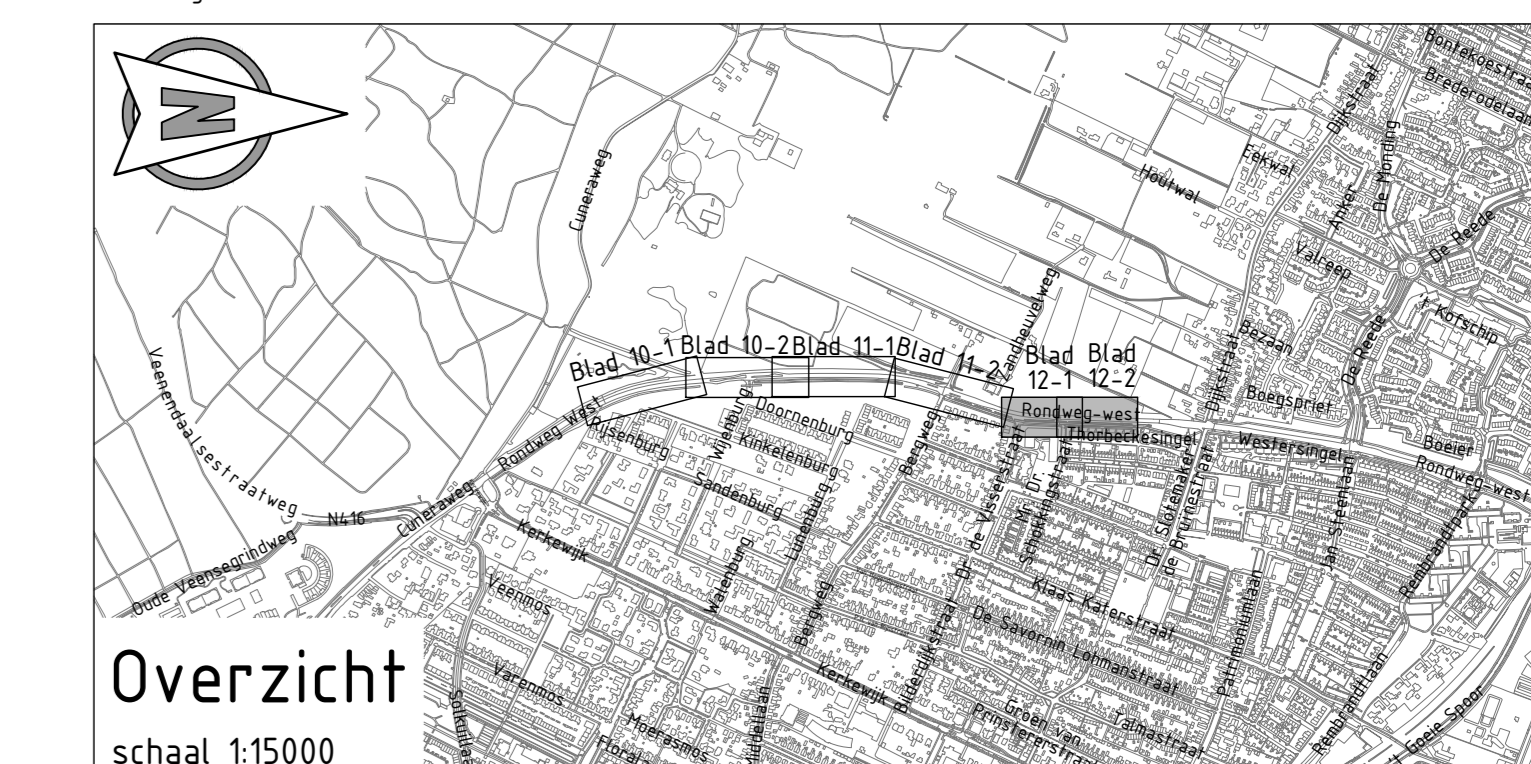 N
Bontekoestra
Brederodelaan
Dijkstraat
De Monding
Eekwal
Houtwal
Anker
De Reede
Valreep
't Kofschip
Cuneraweg
Zandheuvelweg
Bezaan
De Reede
Dijkstraat
Blad 10-1
Blad 10-2
Blad 11-1
Blad 11-2
Blad
12-1
Blad
12-2
Veenendaalsestraatweg
Rondweg West
Rondweg-west
Boegspriet
Thorbeckesingel
Westersingel
Boeier
Rondweg-west
Rijsenburg
Wijenburg
Doornenburg
Kinkelenburg
Bergweg
Sandenburg
Lunenburg
Dr. de Visserstraat
Mr. Dr.
Schokkingstraat
Dr. Slotemaker
de Bruïnestraat
Jan Steenlaan
Rembrandtpark
N416
Cuneraweg
Oude Veensegrindweg
Kerkewijk
Veenmos
Walenburg
Bergweg
Klaas Katerstraat
De Savornin Lohmanstraat
Patrimoniumlaan
Bilderdijkstraat
Kerkewijk
Varenmos
Moerasmos
Middellaan
Groen van
Prinstererstraat
Talmastraat
Rembrandtlaan
t Goeie Spoor
Overzicht
schaal 1:15000